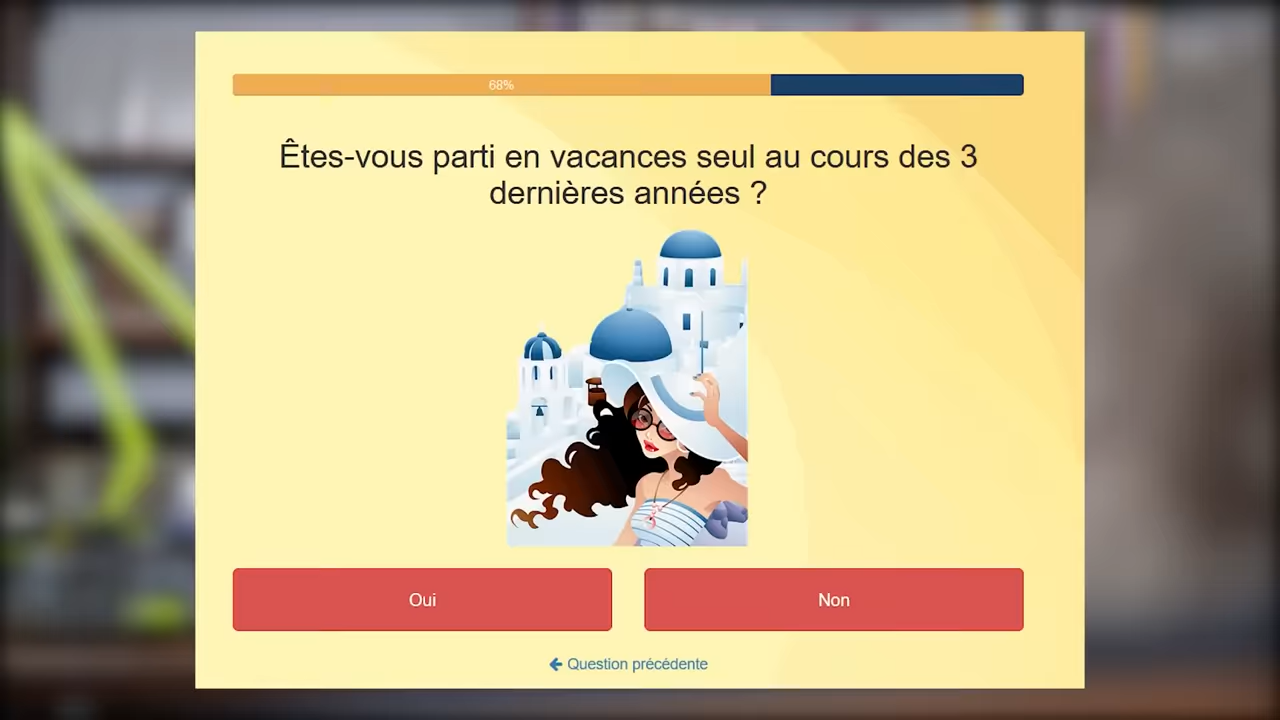 68%
Êtes-vous parti en vacances seul au cours des 3
dernières années ?
Oui
Non
Question précédente